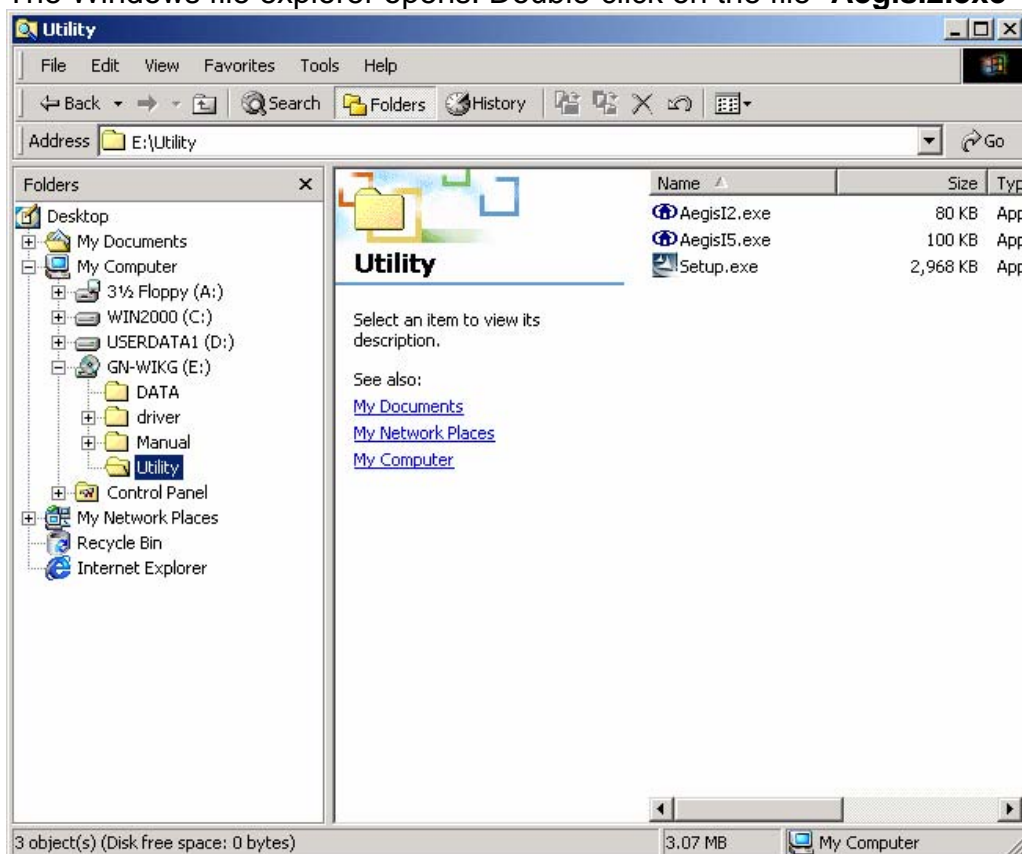 The Windows file explorer opens. Double-click on the file "AegisI2.exe"
Utility
File Edit View Favorites Tools Help
Back Search Folders History
Address E:\Utility Go
Folders
Desktop
My Documents
My Computer
3½ Floppy (A:)
WIN2000 (C:)
USERDATA1 (D:)
GN-WIKG (E:)
DATA
driver
Manual
Utility
Control Panel
My Network Places
Recycle Bin
Internet Explorer
Utility
Select an item to view its
description.
See also:
My Documents
My Network Places
My Computer
Name Size Typ
AegisI2.exe 80 KB App
AegisI5.exe 100 KB App
Setup.exe 2,968 KB App
3 object(s) (Disk free space: 0 bytes) 3.07 MB My Computer